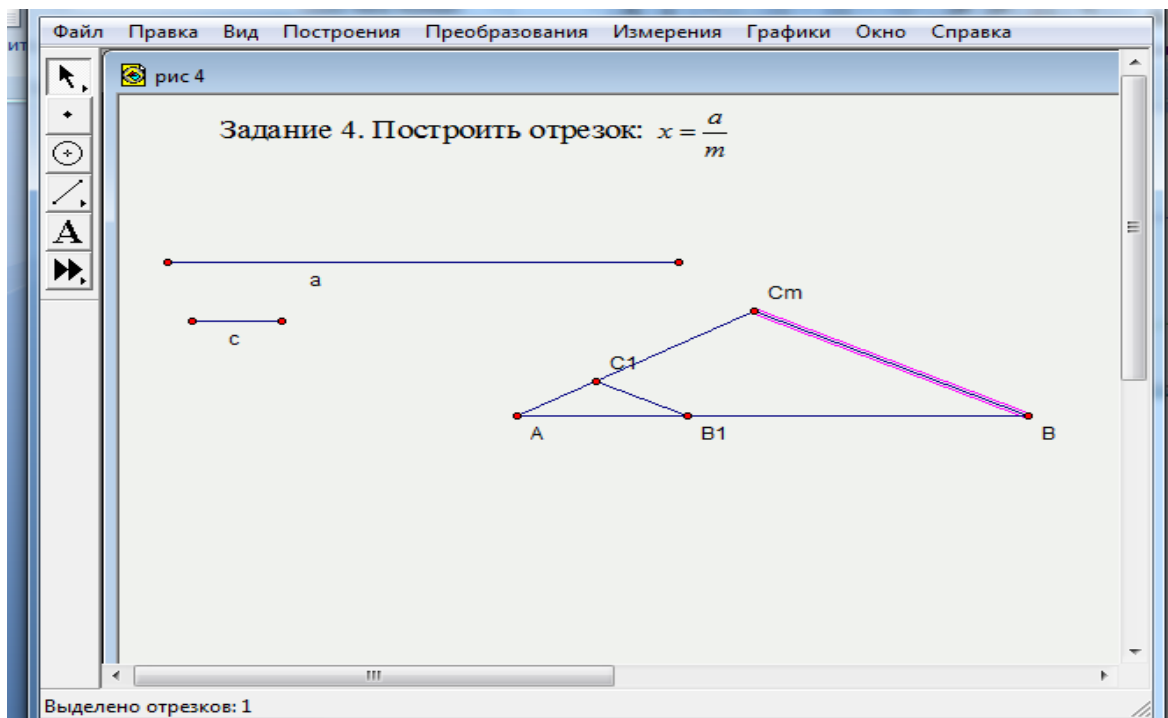 Файл Правка Вид Построения Преобразования Измерения Графики Окно Справка
ит
рис 4
Задание 4. Построить отрезок: x = a/m
A
a
c
Cm
C1
A
B1
B
Выделено отрезков: 1